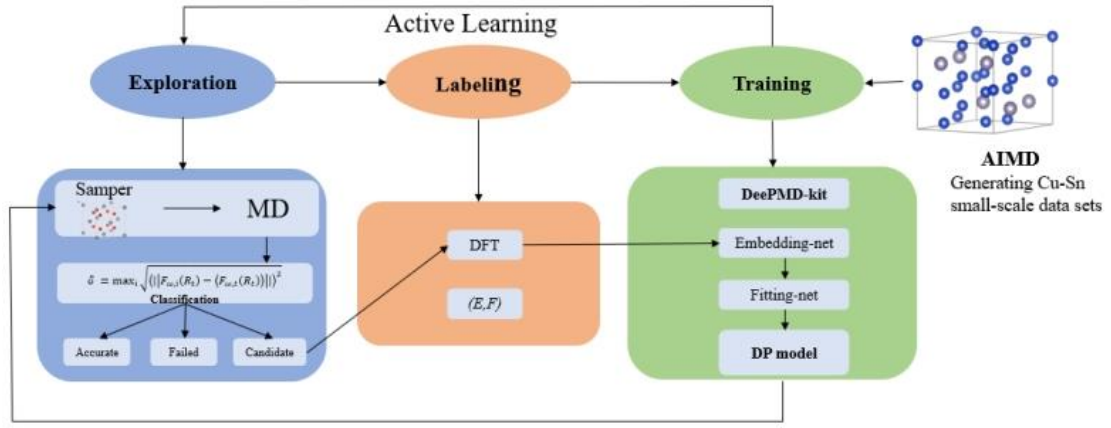 Active Learning
Exploration
Labeling
Training
AIMD
Generating Cu-Sn
small-scale data sets
Samper
MD
δ = maxᵢ √⟨||F_{ω,i}(R_t) − ⟨F_{ω,i}(R_t)⟩||⟩²
Classification
Accurate
Failed
Candidate
DFT
(E,F)
DeePMD-kit
Embedding-net
Fitting-net
DP model